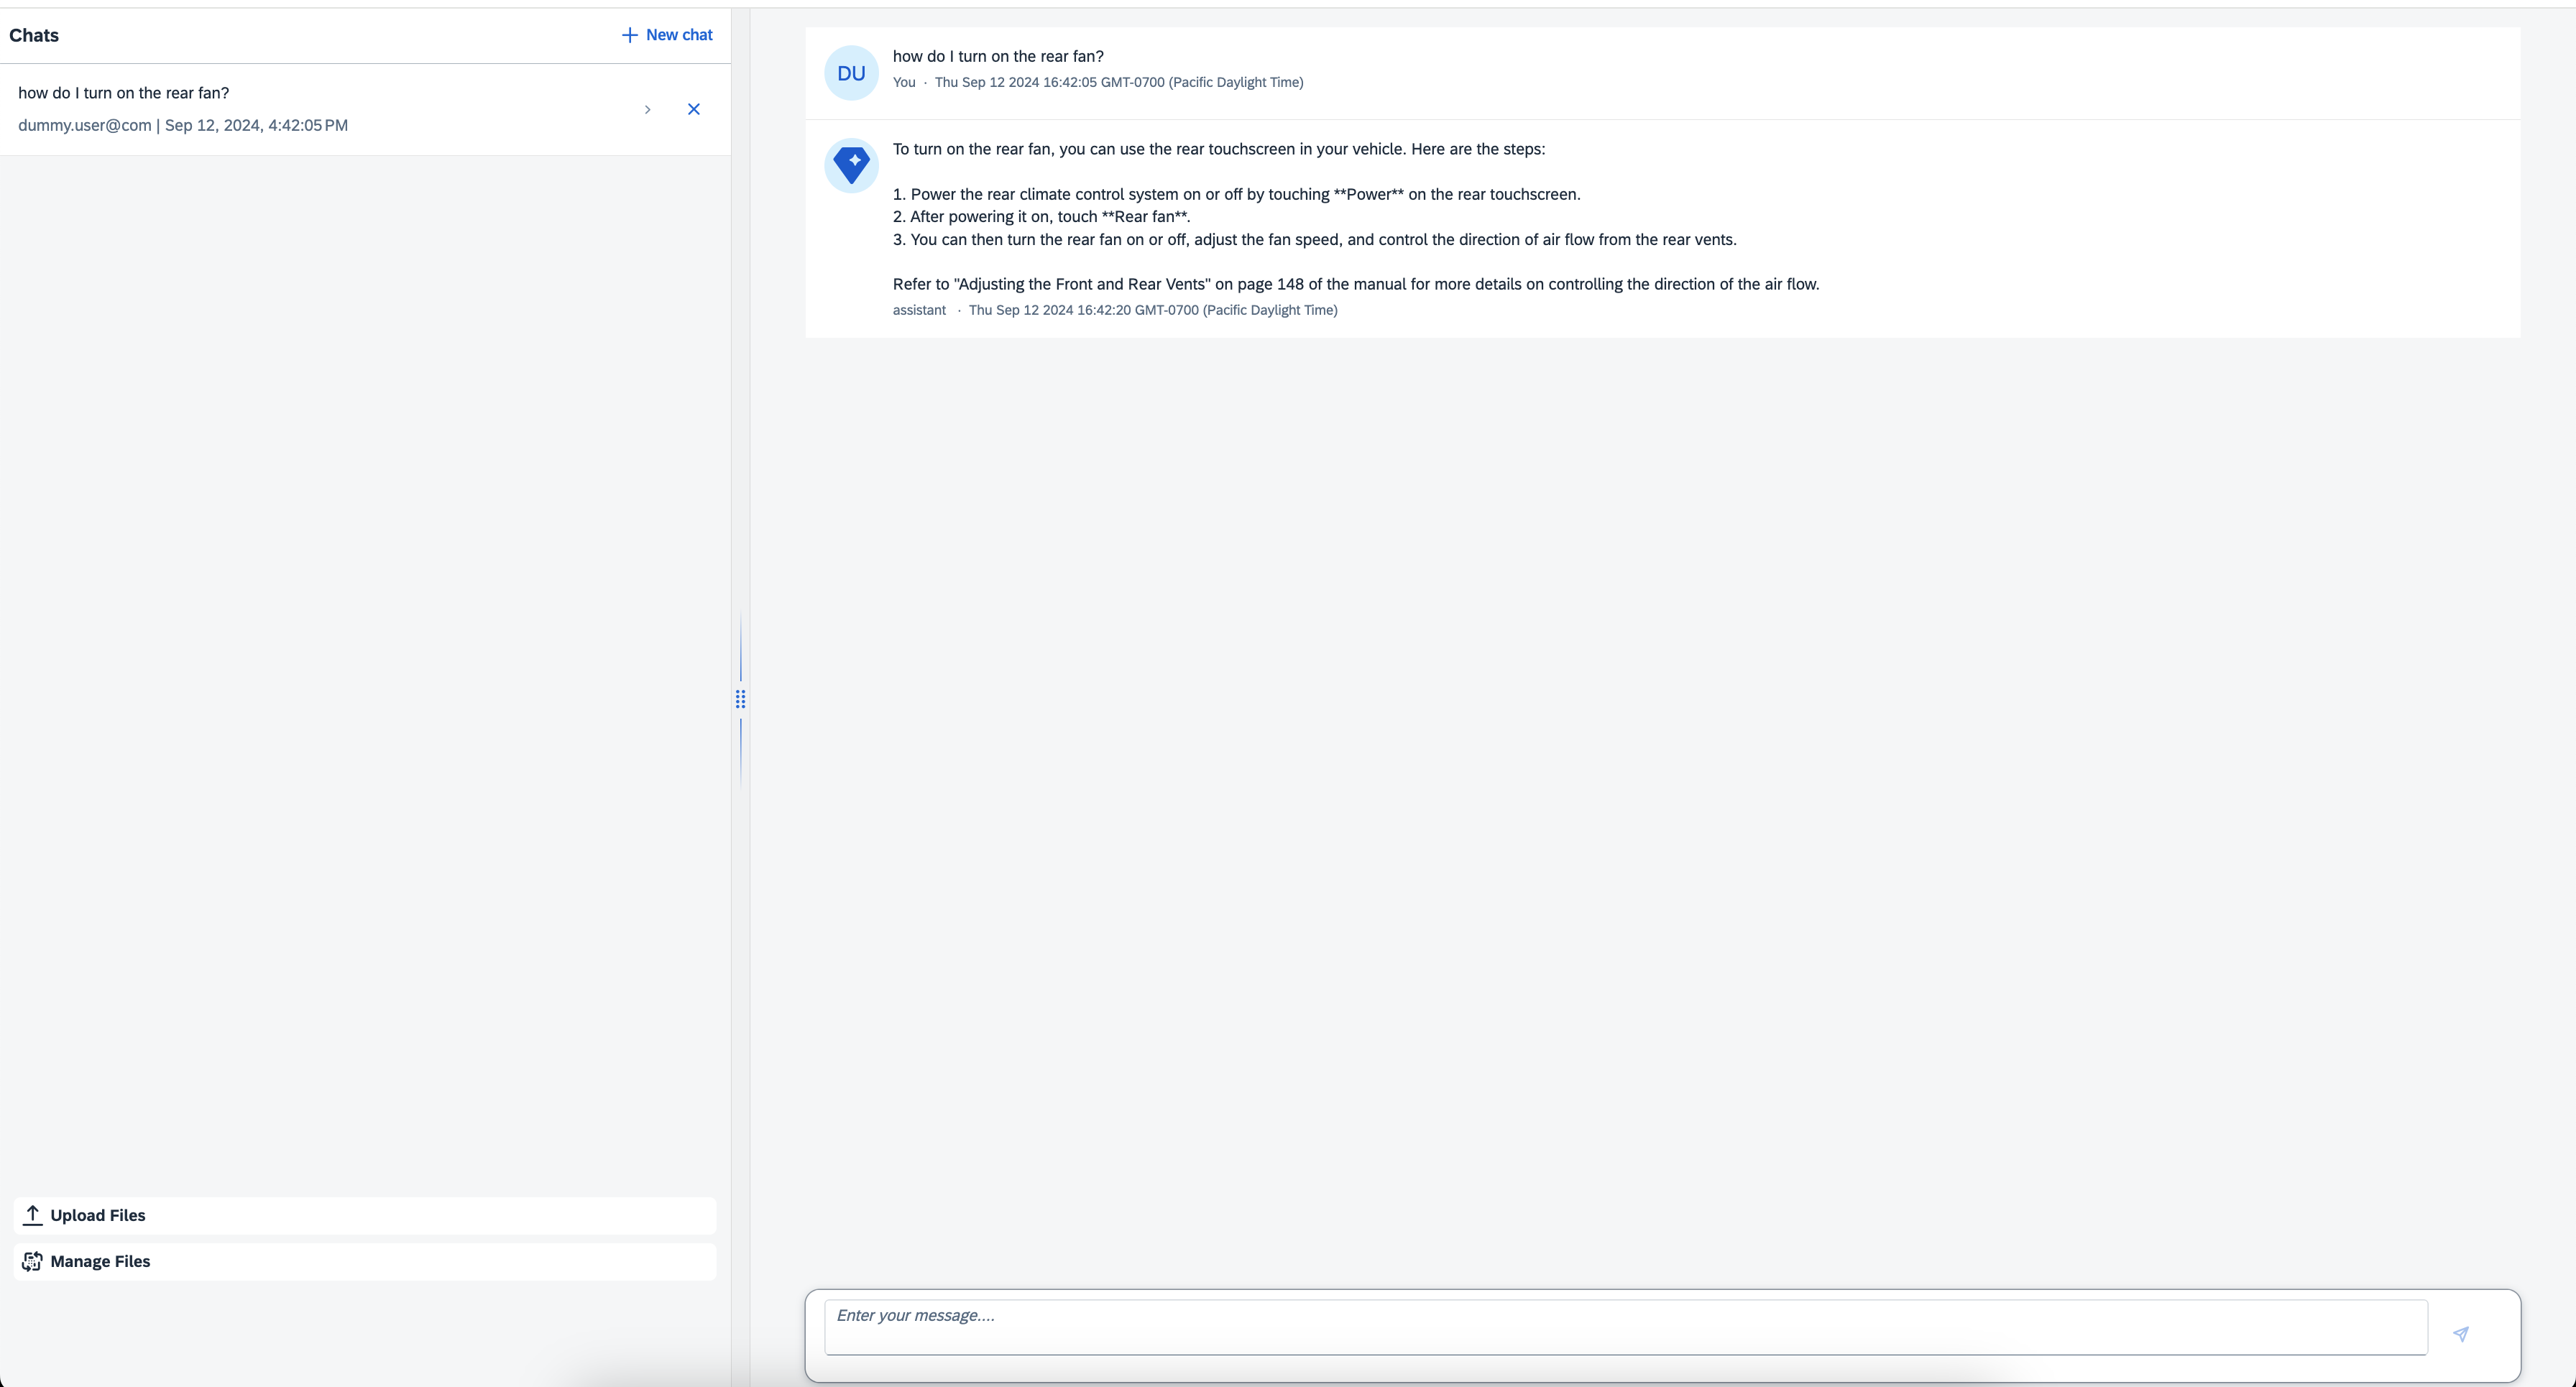 Chats
New chat
how do I turn on the rear fan?
dummy.user@com | Sep 12, 2024, 4:42:05 PM
Upload Files
Manage Files
DU
how do I turn on the rear fan?
You · Thu Sep 12 2024 16:42:05 GMT-0700 (Pacific Daylight Time)
To turn on the rear fan, you can use the rear touchscreen in your vehicle. Here are the steps:
1. Power the rear climate control system on or off by touching **Power** on the rear touchscreen.
2. After powering it on, touch **Rear fan**.
3. You can then turn the rear fan on or off, adjust the fan speed, and control the direction of air flow from the rear vents.
Refer to "Adjusting the Front and Rear Vents" on page 148 of the manual for more details on controlling the direction of the air flow.
assistant · Thu Sep 12 2024 16:42:20 GMT-0700 (Pacific Daylight Time)
Enter your message....